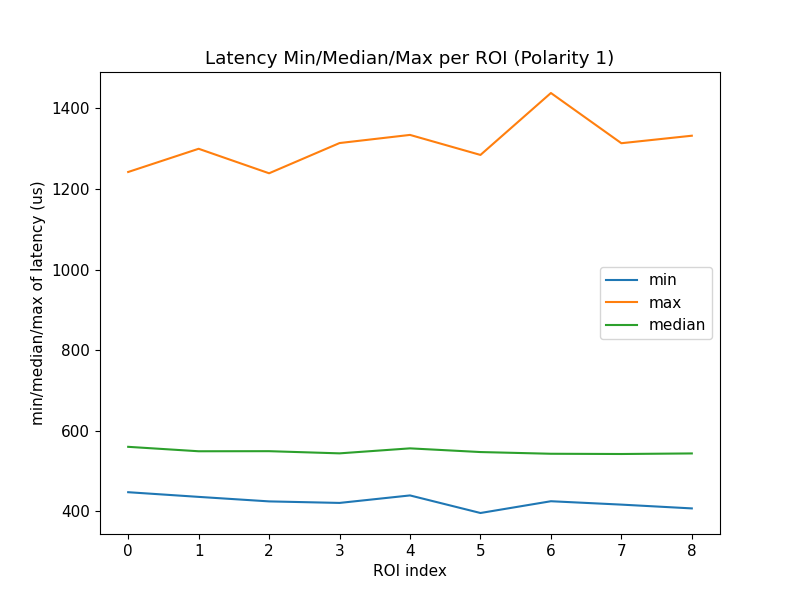 Latency Min/Median/Max per ROI (Polarity 1)
min/median/max of latency (us)
1400
1200
1000
800
600
400
min
max
median
0 1 2 3 4 5 6 7 8
ROI index